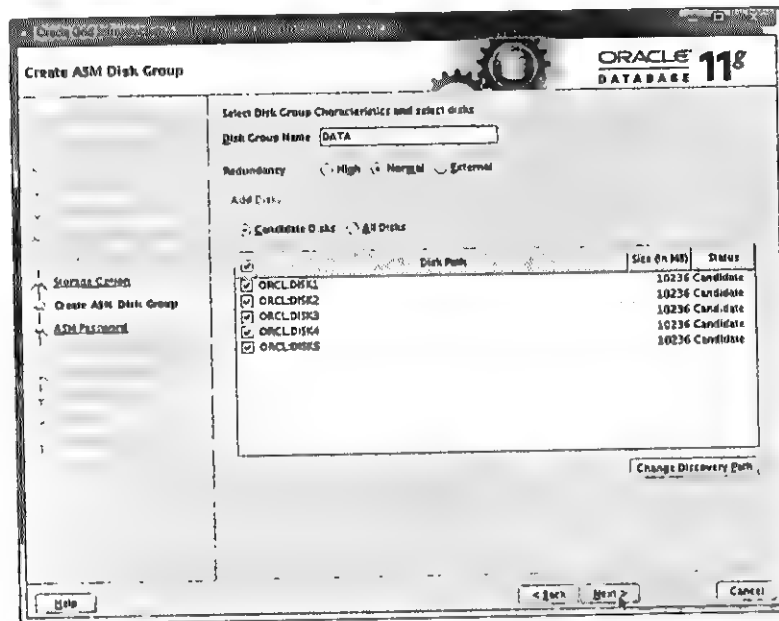 Create ASM Disk Group
ORACLE
DATABASE 11g
Select Disk Group Characteristics and select disks
Disk Group Name DATA
Redundancy High Normal External
Add Disks
Candidate Disks All Disks
Disk Path Size (in MB) Status
ORCL:DISK1 10236 Candidate
ORCL:DISK2 10236 Candidate
ORCL:DISK3 10236 Candidate
ORCL:DISK4 10236 Candidate
ORCL:DISK5 10236 Candidate
Storage Option
Create ASM Disk Group
ASM Password
Change Discovery Path
Help
< Back Next > Cancel